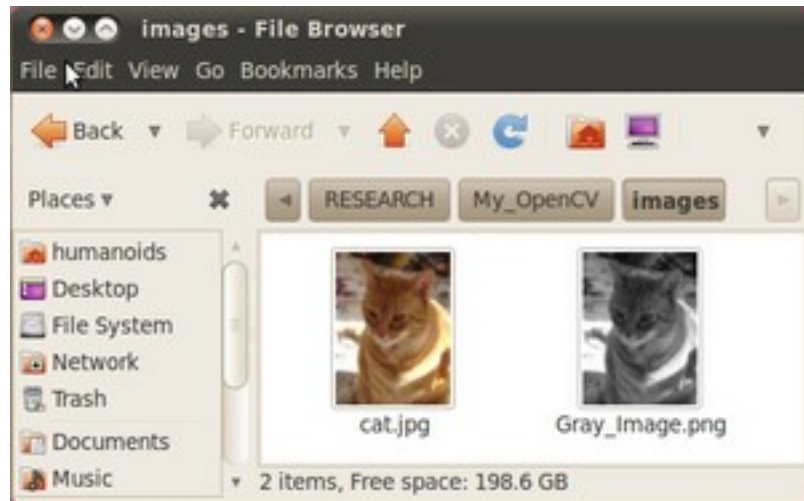 images - File Browser
File Edit View Go Bookmarks Help
Back Forward
Places RESEARCH My_OpenCV images
humanoids
Desktop
File System
Network
Trash
Documents
Music
cat.jpg Gray_Image.png
2 items, Free space: 198.6 GB